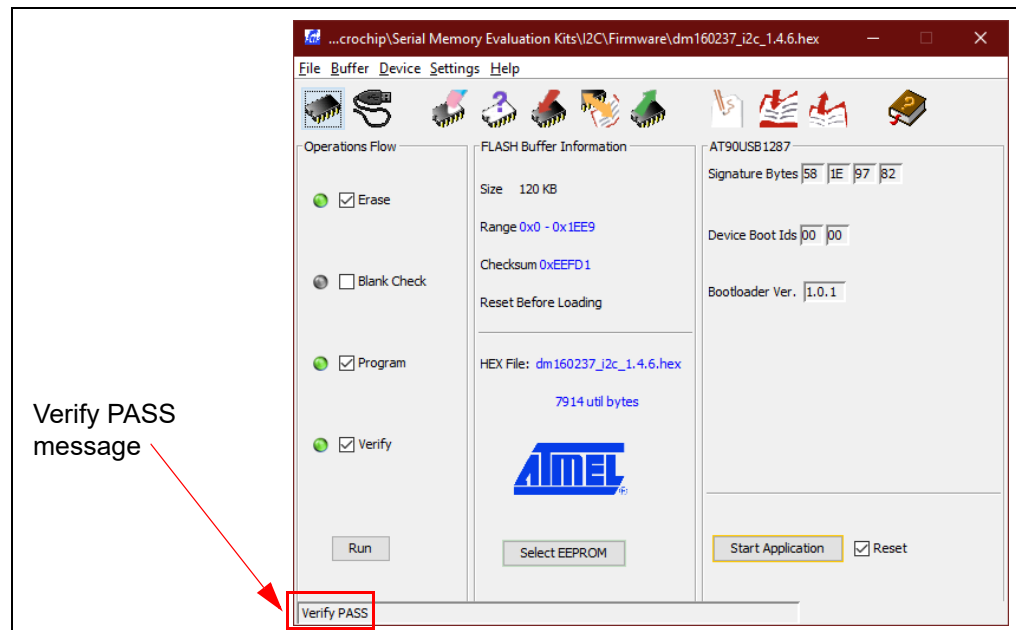 ...crochip\Serial Memory Evaluation Kits\I2C\Firmware\dm160237_i2c_1.4.6.hex
File Buffer Device Settings Help
Operations Flow
Erase
Blank Check
Program
Verify
Run
FLASH Buffer Information
Size 120 KB
Range 0x0 - 0x1EE9
Checksum 0xEEFD1
Reset Before Loading
HEX File: dm160237_i2c_1.4.6.hex
7914 util bytes
ATMEL®
Select EEPROM
AT90USB1287
Signature Bytes 58 1E 97 82
Device Boot Ids 00 00
Bootloader Ver. 1.0.1
Start Application Reset
Verify PASS
message
Verify PASS